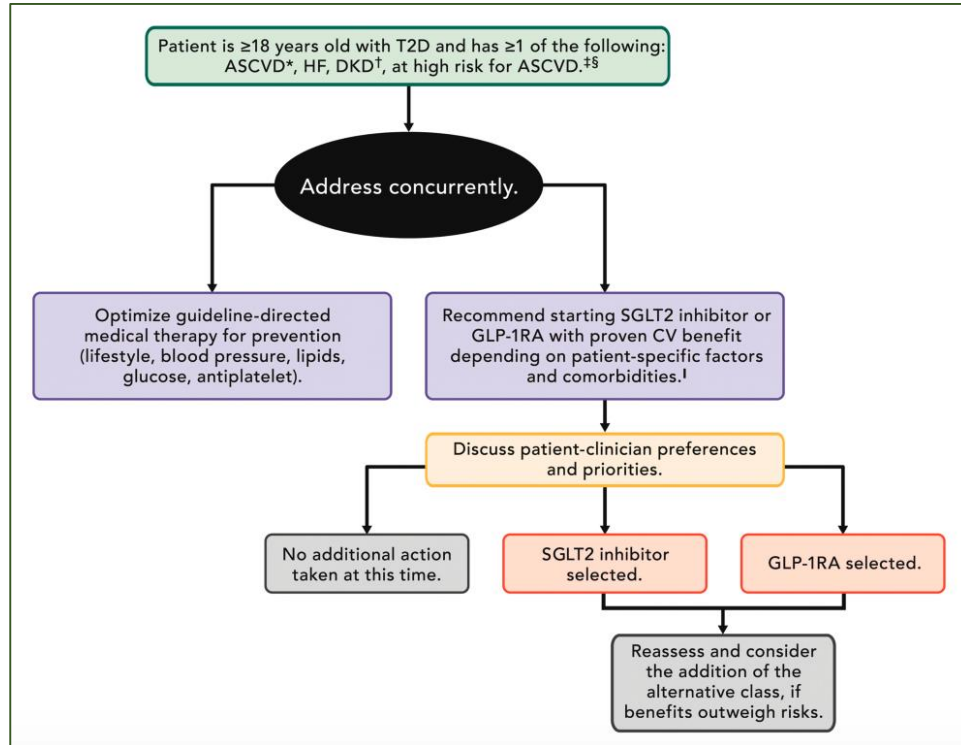 Patient is ≥18 years old with T2D and has ≥1 of the following:
ASCVD*, HF, DKD†, at high risk for ASCVD.‡§
Address concurrently.
Optimize guideline-directed
medical therapy for prevention
(lifestyle, blood pressure, lipids,
glucose, antiplatelet).
Recommend starting SGLT2 inhibitor or
GLP-1RA with proven CV benefit
depending on patient-specific factors
and comorbidities.ǀ
Discuss patient-clinician preferences
and priorities.
No additional action
taken at this time.
SGLT2 inhibitor
selected.
GLP-1RA selected.
Reassess and consider
the addition of the
alternative class, if
benefits outweigh risks.